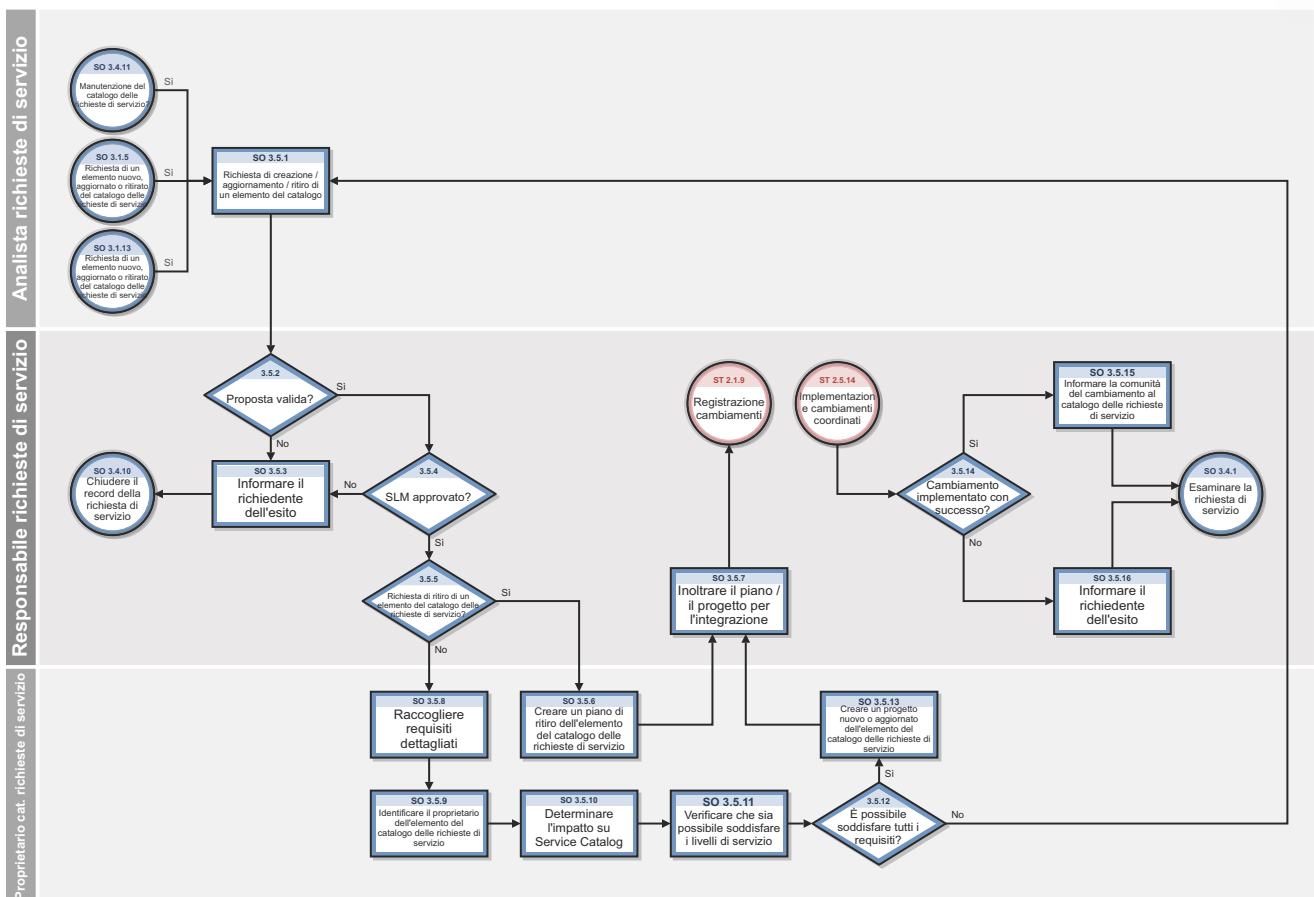 Analista richieste di servizio
SO 3.4.11
Manutenzione del
catalogo delle
richieste di servizio?
Sì
SO 3.1.5
Richiesta di un
elemento nuovo,
aggiornato o ritirato
del catalogo delle
richieste di servizio
Sì
SO 3.1.13
Richiesta di un
elemento nuovo,
aggiornato o ritirato
del catalogo delle
richieste di servizio
Sì
SO 3.5.1
Richiesta di creazione /
aggiornamento / ritiro di
un elemento del catalogo
Responsabile richieste di servizio
3.5.2
Proposta valida?
Sì
No
SO 3.4.10
Chiudere il
record della
richiesta di
servizio
SO 3.5.3
Informare il
richiedente
dell'esito
No
3.5.4
SLM approvato?
Sì
3.5.5
Richiesta di ritiro di un
elemento del catalogo delle
richieste di servizio?
Sì
No
ST 2.1.9
Registrazione
cambiamenti
ST 2.5.14
Implementazion
e cambiamenti
coordinati
SO 3.5.7
Inoltrare il piano /
il progetto per
l'integrazione
Sì
3.5.14
Cambiamento
implementato con
successo?
No
SO 3.5.15
Informare la comunità
del cambiamento al
catalogo delle richieste
di servizio
SO 3.4.1
Esaminare la
richiesta di
servizio
SO 3.5.16
Informare il
richiedente
dell'esito
Proprietario cat. richieste di servizio
SO 3.5.8
Raccogliere
requisiti
dettagliati
SO 3.5.6
Creare un piano di
ritiro dell'elemento
del catalogo delle
richieste di servizio
SO 3.5.13
Creare un progetto
nuovo o aggiornato
dell'elemento del
catalogo delle richieste di
servizio
Sì
SO 3.5.9
Identificare il proprietario
dell'elemento del
catalogo delle richieste di
servizio
SO 3.5.10
Determinare
l'impatto su
Service Catalog
SO 3.5.11
Verificare che sia
possibile soddisfare
i livelli di servizio
3.5.12
È possibile
soddisfare tutti i
requisiti?
No